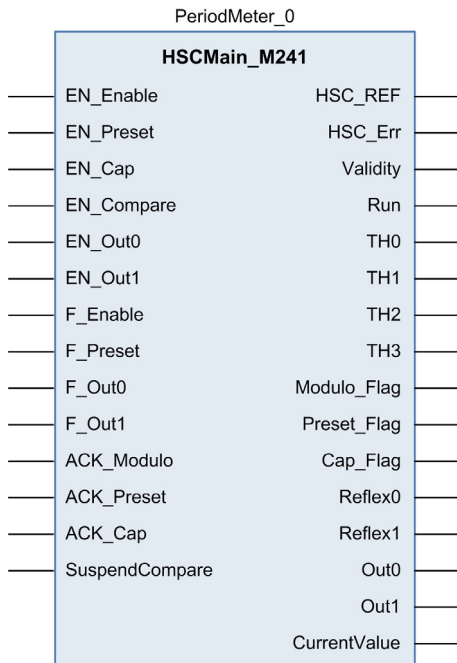 PeriodMeter_0
HSCMain_M241
EN_Enable HSC_REF
EN_Preset HSC_Err
EN_Cap Validity
EN_Compare Run
EN_Out0 TH0
EN_Out1 TH1
F_Enable TH2
F_Preset TH3
F_Out0 Modulo_Flag
F_Out1 Preset_Flag
ACK_Modulo Cap_Flag
ACK_Preset Reflex0
ACK_Cap Reflex1
SuspendCompare Out0
Out1
CurrentValue